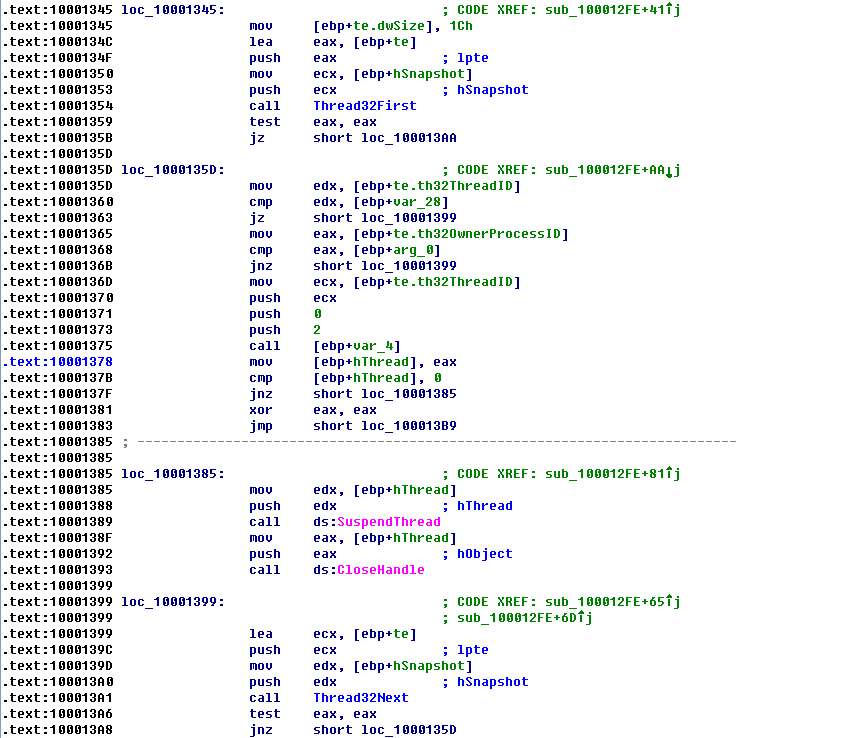 .text:10001345 loc_10001345: ; CODE XREF: sub_100012FE+41↑j
.text:10001345 mov [ebp+te.dwSize], 1Ch
.text:1000134C lea eax, [ebp+te]
.text:1000134F push eax ; lpte
.text:10001350 mov ecx, [ebp+hSnapshot]
.text:10001353 push ecx ; hSnapshot
.text:10001354 call Thread32First
.text:10001359 test eax, eax
.text:1000135B jz short loc_100013AA
.text:1000135D
.text:1000135D loc_1000135D: ; CODE XREF: sub_100012FE+AA↓j
.text:1000135D mov edx, [ebp+te.th32ThreadID]
.text:10001360 cmp edx, [ebp+var_28]
.text:10001363 jz short loc_10001399
.text:10001365 mov eax, [ebp+te.th32OwnerProcessID]
.text:10001368 cmp eax, [ebp+arg_0]
.text:1000136B jnz short loc_10001399
.text:1000136D mov ecx, [ebp+te.th32ThreadID]
.text:10001370 push ecx
.text:10001371 push 0
.text:10001373 push 2
.text:10001375 call [ebp+var_4]
.text:10001378 mov [ebp+hThread], eax
.text:1000137B cmp [ebp+hThread], 0
.text:1000137F jnz short loc_10001385
.text:10001381 xor eax, eax
.text:10001383 jmp short loc_100013B9
.text:10001385 ; ---------------------------------------------------------------------------
.text:10001385
.text:10001385 loc_10001385: ; CODE XREF: sub_100012FE+81↑j
.text:10001385 mov edx, [ebp+hThread]
.text:10001388 push edx ; hThread
.text:10001389 call ds:SuspendThread
.text:1000138F mov eax, [ebp+hThread]
.text:10001392 push eax ; hObject
.text:10001393 call ds:CloseHandle
.text:10001399
.text:10001399 loc_10001399: ; CODE XREF: sub_100012FE+65↑j
.text:10001399 ; sub_100012FE+6D↑j
.text:10001399 lea ecx, [ebp+te]
.text:1000139C push ecx ; lpte
.text:1000139D mov edx, [ebp+hSnapshot]
.text:100013A0 push edx ; hSnapshot
.text:100013A1 call Thread32Next
.text:100013A6 test eax, eax
.text:100013A8 jnz short loc_1000135D